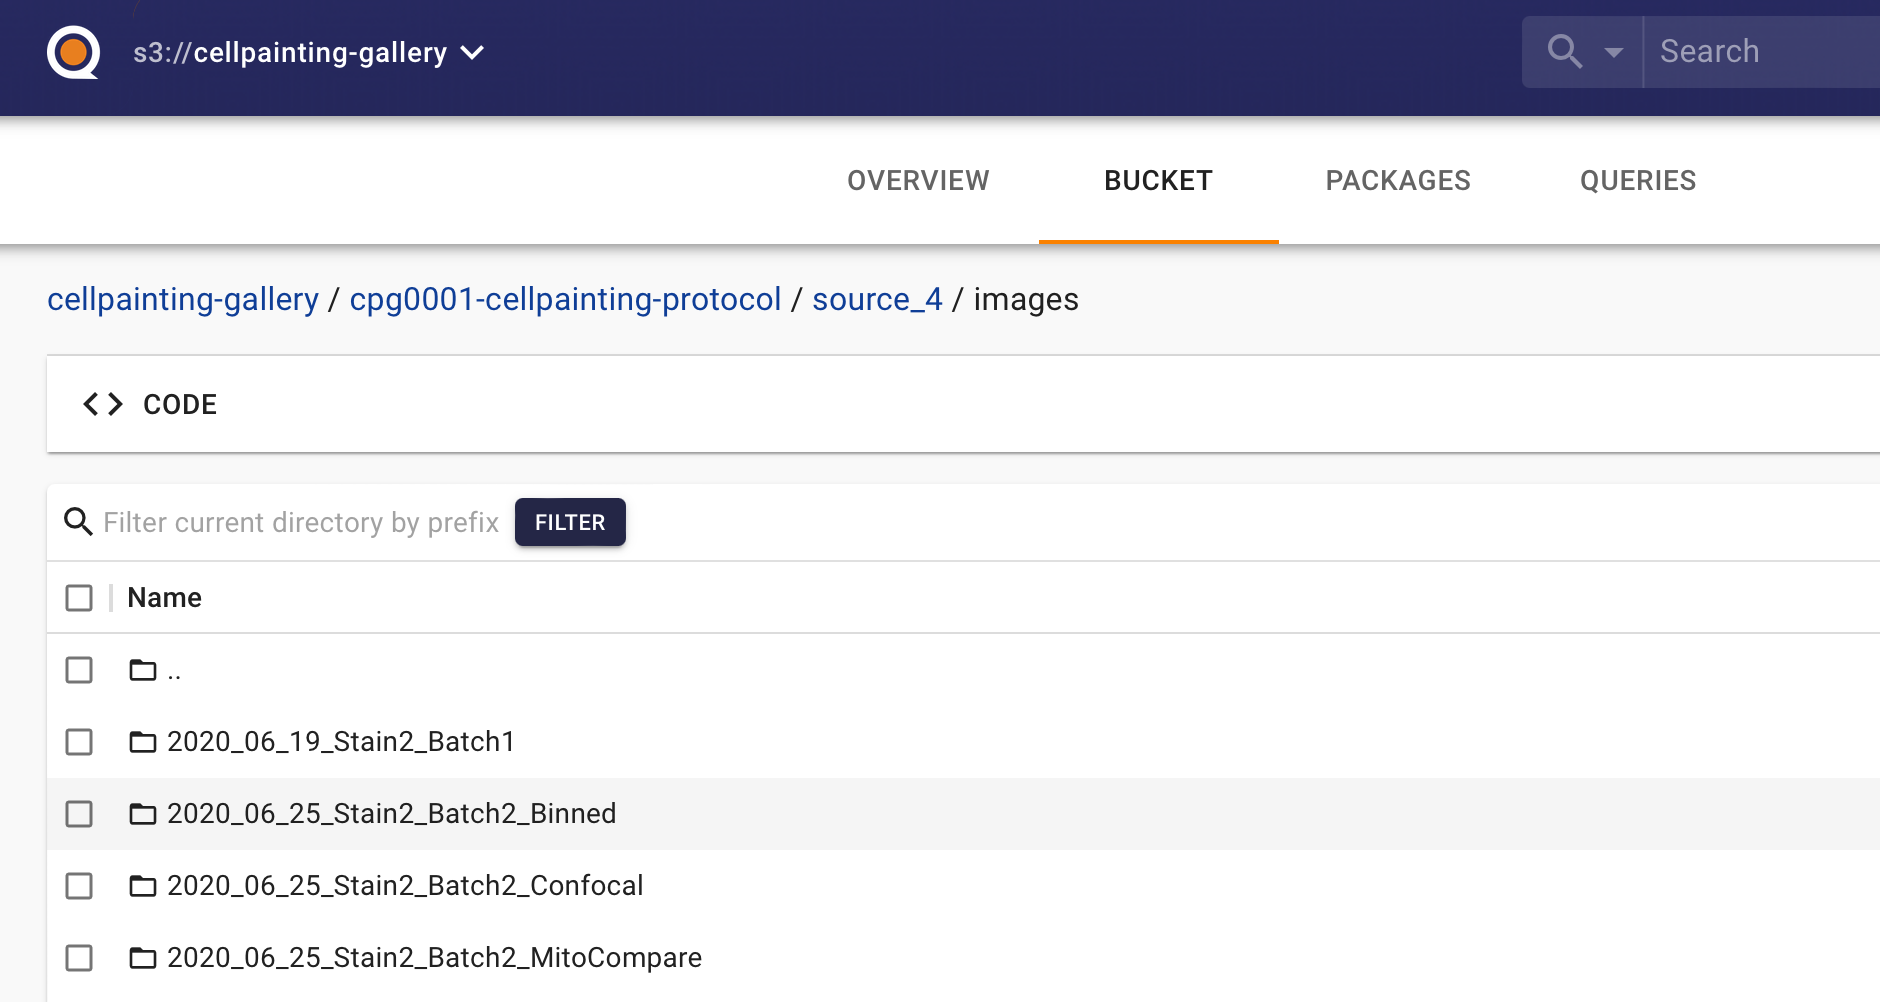 s3://cellpainting-gallery
Search
OVERVIEW BUCKET PACKAGES QUERIES
cellpainting-gallery / cpg0001-cellpainting-protocol / source_4 / images
<> CODE
Filter current directory by prefix FILTER
Name
..
2020_06_19_Stain2_Batch1
2020_06_25_Stain2_Batch2_Binned
2020_06_25_Stain2_Batch2_Confocal
2020_06_25_Stain2_Batch2_MitoCompare